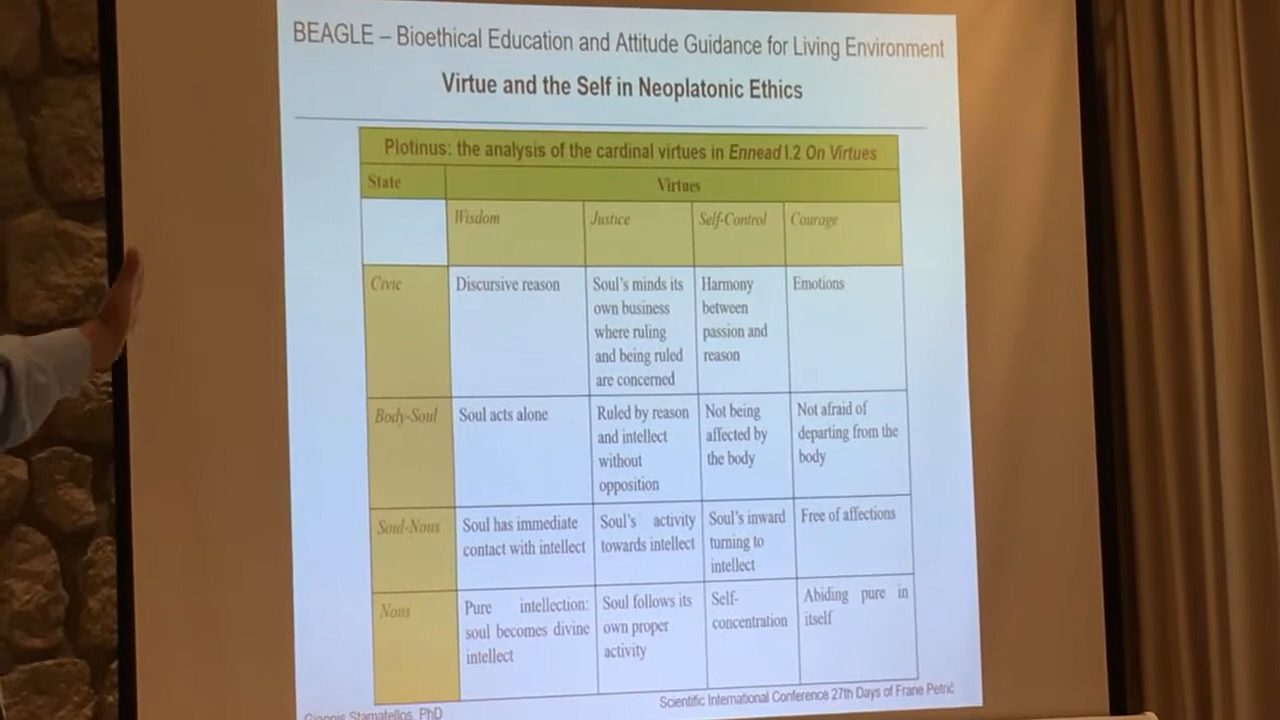 BEAGLE – Bioethical Education and Attitude Guidance for Living Environment
Virtue and the Self in Neoplatonic Ethics
Plotinus: the analysis of the cardinal virtues in Ennead I.2 On Virtues
State
Virtues
Wisdom
Justice
Self-Control
Courage
Civic
Discursive reason
Soul's minds its
own business
where ruling
and being ruled
are concerned
Harmony
between
passion and
reason
Emotions
Body-Soul
Soul acts alone
Ruled by reason
and intellect
without
opposition
Not being
affected by
the body
Not afraid of
departing from the
body
Soul-Nous
Soul has immediate
contact with intellect
Soul's activity
towards intellect
Soul's inward
turning to
intellect
Free of affections
Nous
Pure intellection:
soul becomes divine
intellect
Soul follows its
own proper
activity
Self-
concentration
Abiding pure in
itself
Giannis Stamatellos, PhD
Scientific International Conference 27th Days of Frane Petrić